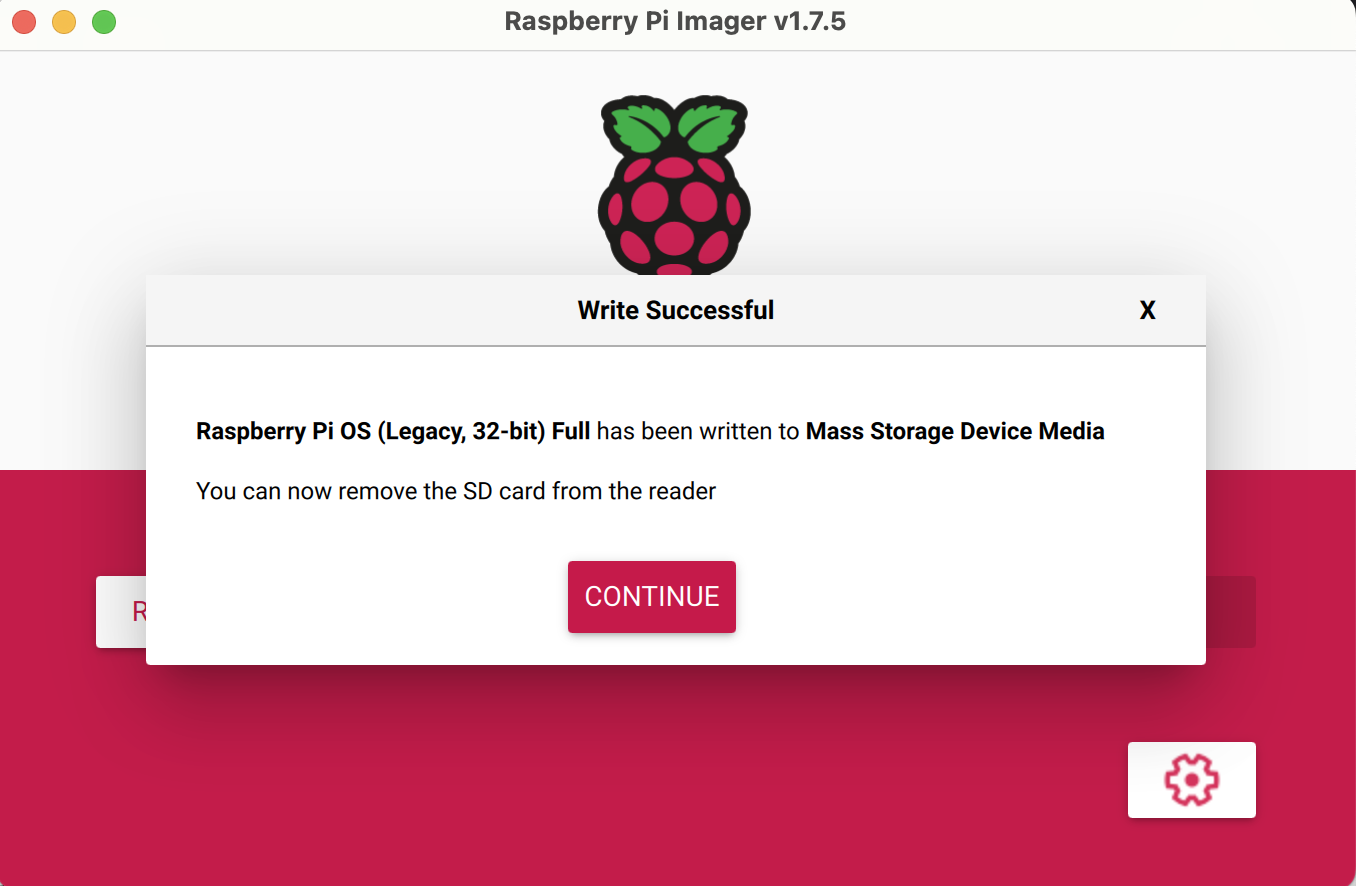 Raspberry Pi Imager v1.7.5
Write Successful
X
Raspberry Pi OS (Legacy, 32-bit) Full has been written to Mass Storage Device Media
You can now remove the SD card from the reader
CONTINUE